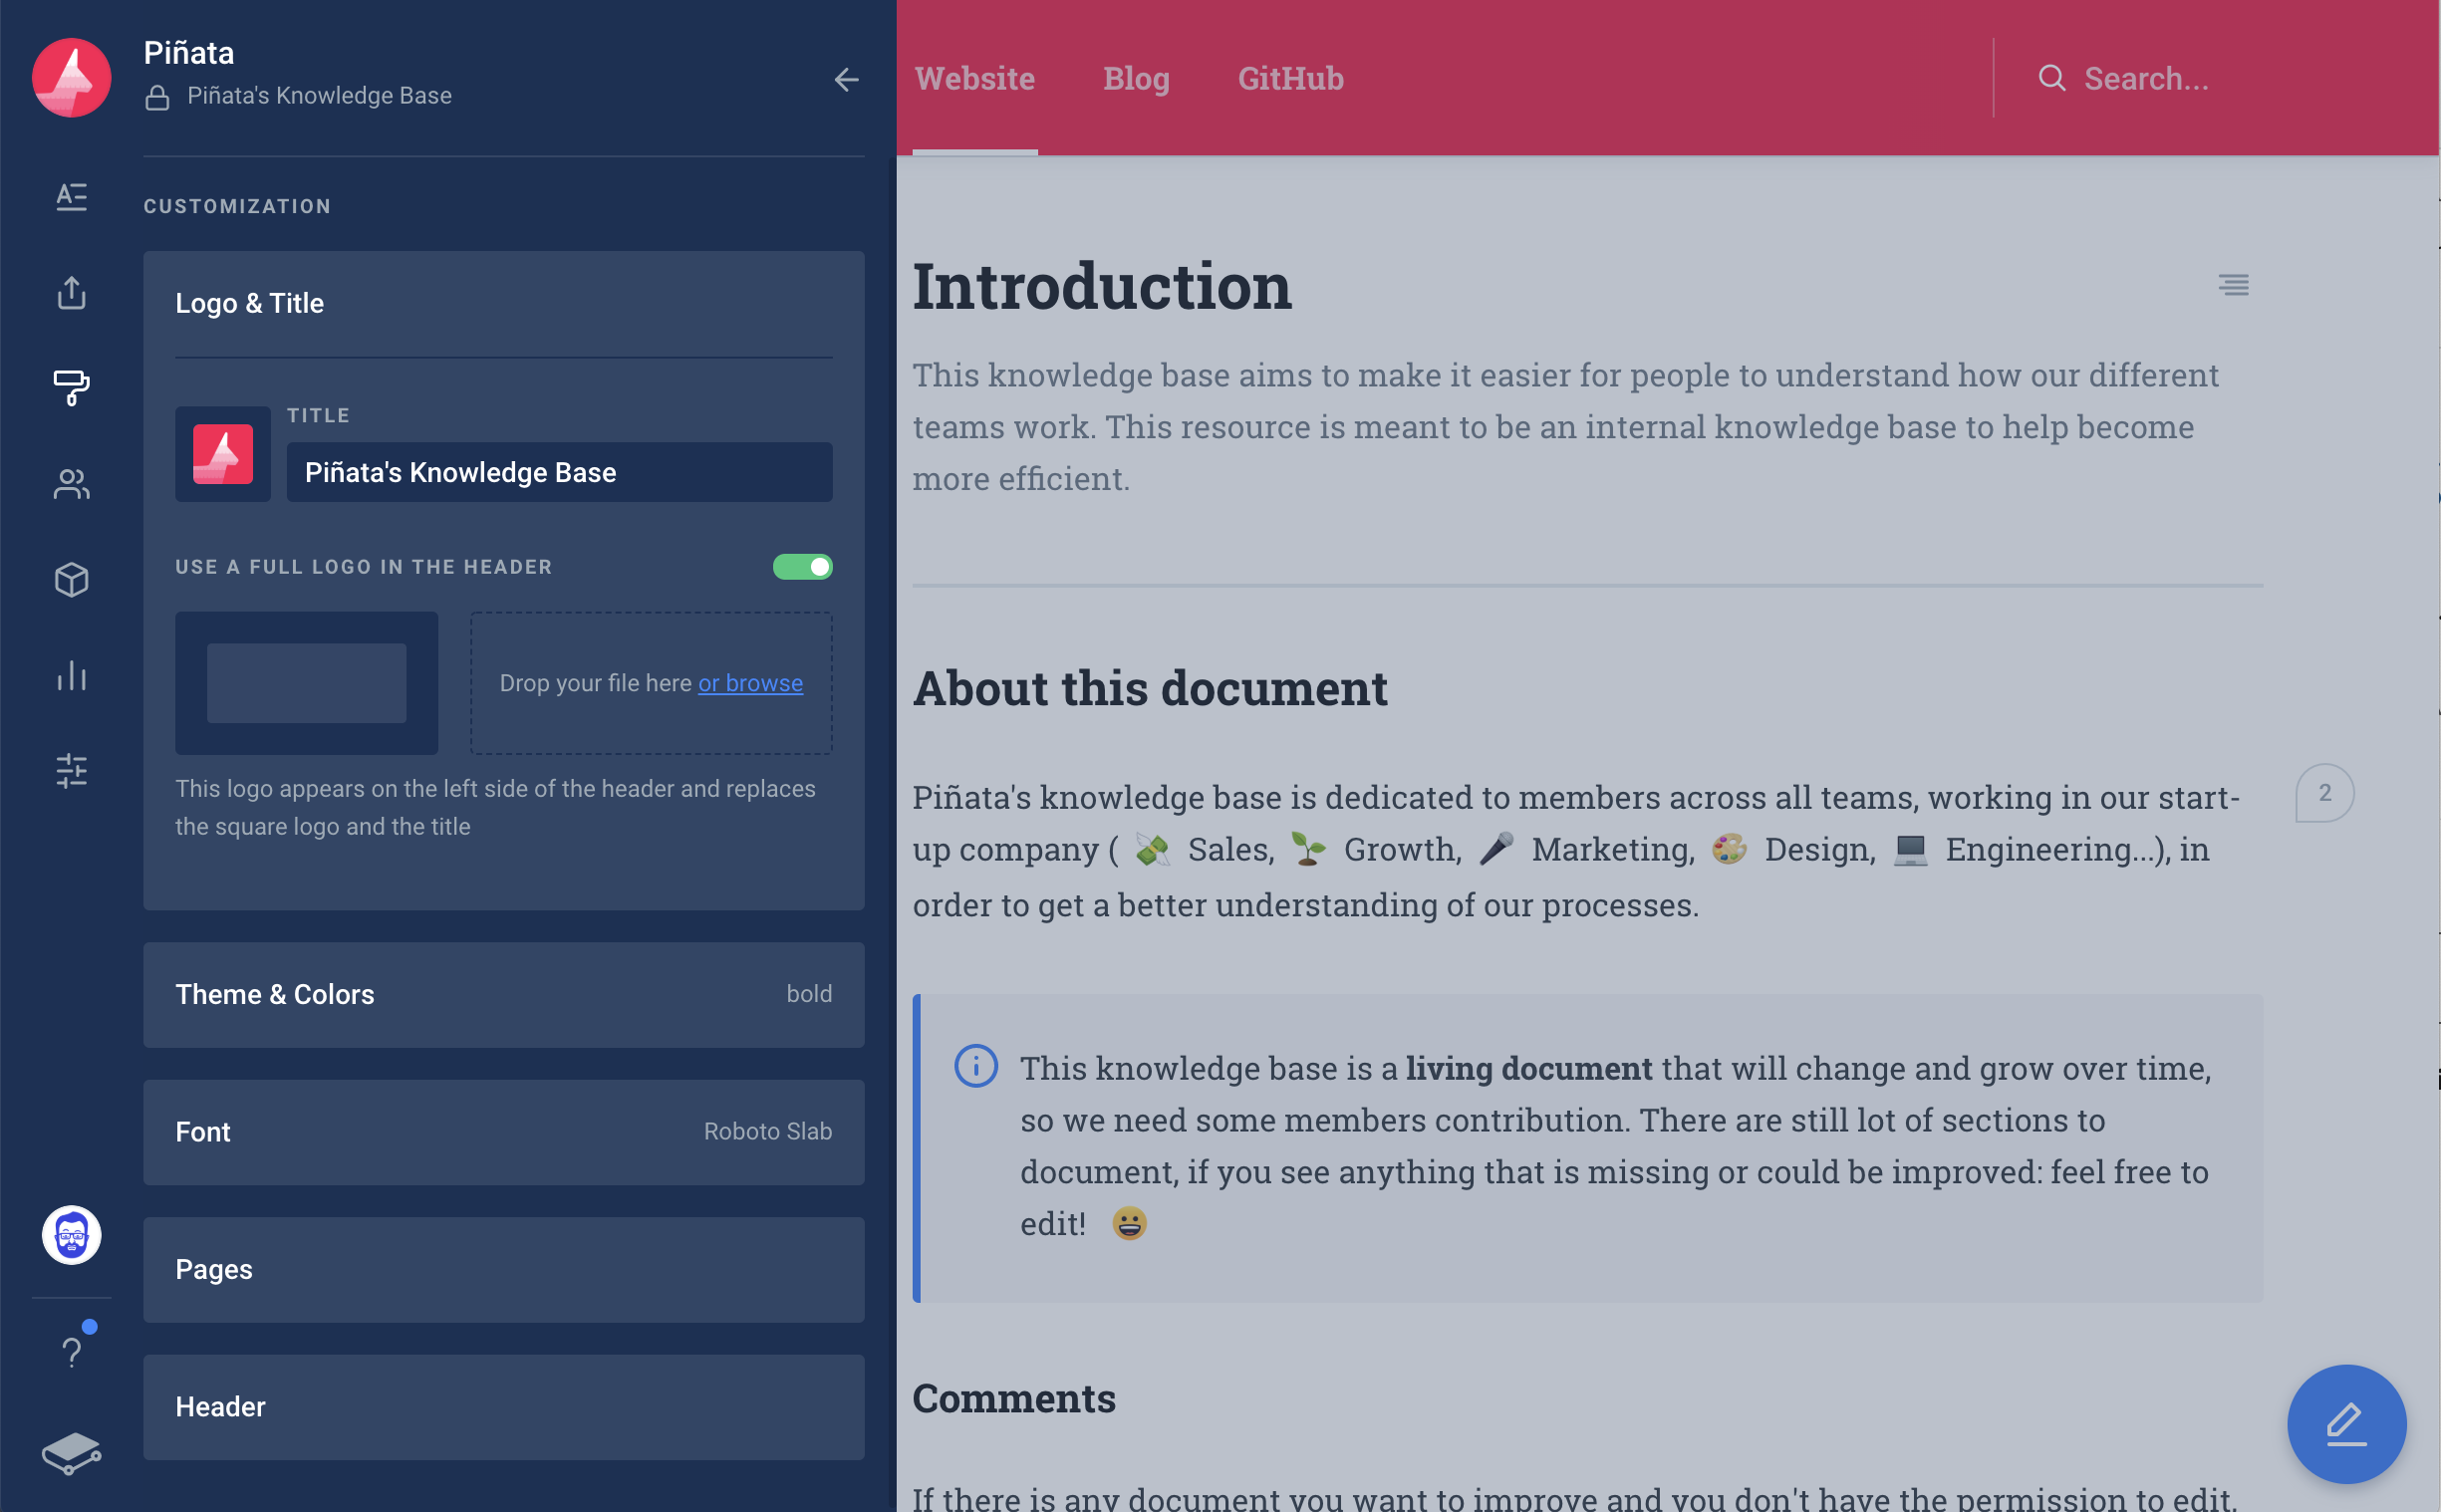 Piñata
Piñata's Knowledge Base
CUSTOMIZATION
Logo & Title
TITLE
Piñata's Knowledge Base
USE A FULL LOGO IN THE HEADER
Drop your file here or browse
This logo appears on the left side of the header and replaces
the square logo and the title
Theme & Colors bold
Font Roboto Slab
Pages
Header
Website Blog GitHub Search...
Introduction
This knowledge base aims to make it easier for people to understand how our different
teams work. This resource is meant to be an internal knowledge base to help become
more efficient.
About this document
Piñata's knowledge base is dedicated to members across all teams, working in our start-
up company ( 💸 Sales, 🌱 Growth, 🎤 Marketing, 🎨 Design, 💻 Engineering...), in
order to get a better understanding of our processes.
2
This knowledge base is a living document that will change and grow over time,
so we need some members contribution. There are still lot of sections to
document, if you see anything that is missing or could be improved: feel free to
edit! 😀
Comments
If there is any document you want to improve and you don't have the permission to edit.